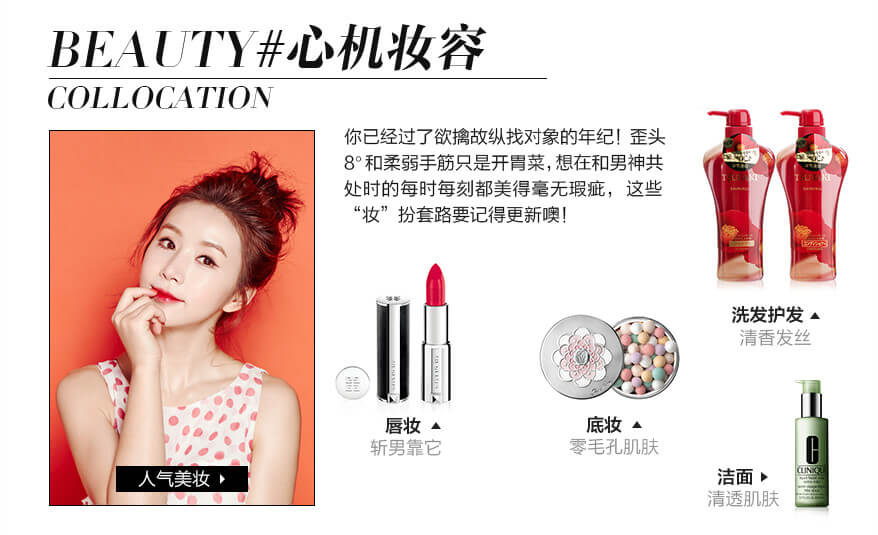 BEAUTY#心机妆容
COLLOCATION
你已经过了欲擒故纵找对象的年纪！歪头
8°和柔弱手筋只是开胃菜，想在和男神共
处时的每时每刻都美得毫无瑕疵，这些
“妆”扮套路要记得更新噢！
TSUBAKI
洗发护发
清香发丝
唇妆
斩男靠它
底妆
零毛孔肌肤
CLINIQUE
洁面
清透肌肤
人气美妆